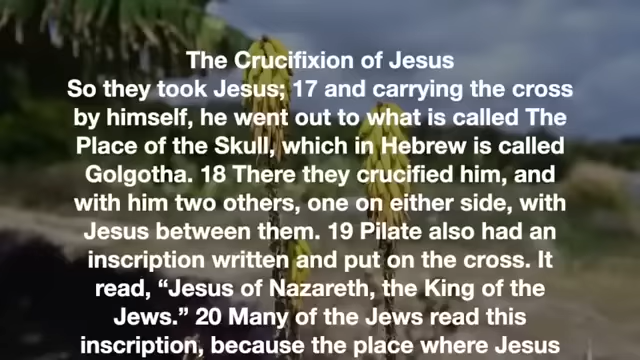 The Crucifixion of Jesus
So they took Jesus; 17 and carrying the cross
by himself, he went out to what is called The
Place of the Skull, which in Hebrew is called
Golgotha. 18 There they crucified him, and
with him two others, one on either side, with
Jesus between them. 19 Pilate also had an
inscription written and put on the cross. It
read, “Jesus of Nazareth, the King of the
Jews.” 20 Many of the Jews read this
inscription, because the place where Jesus